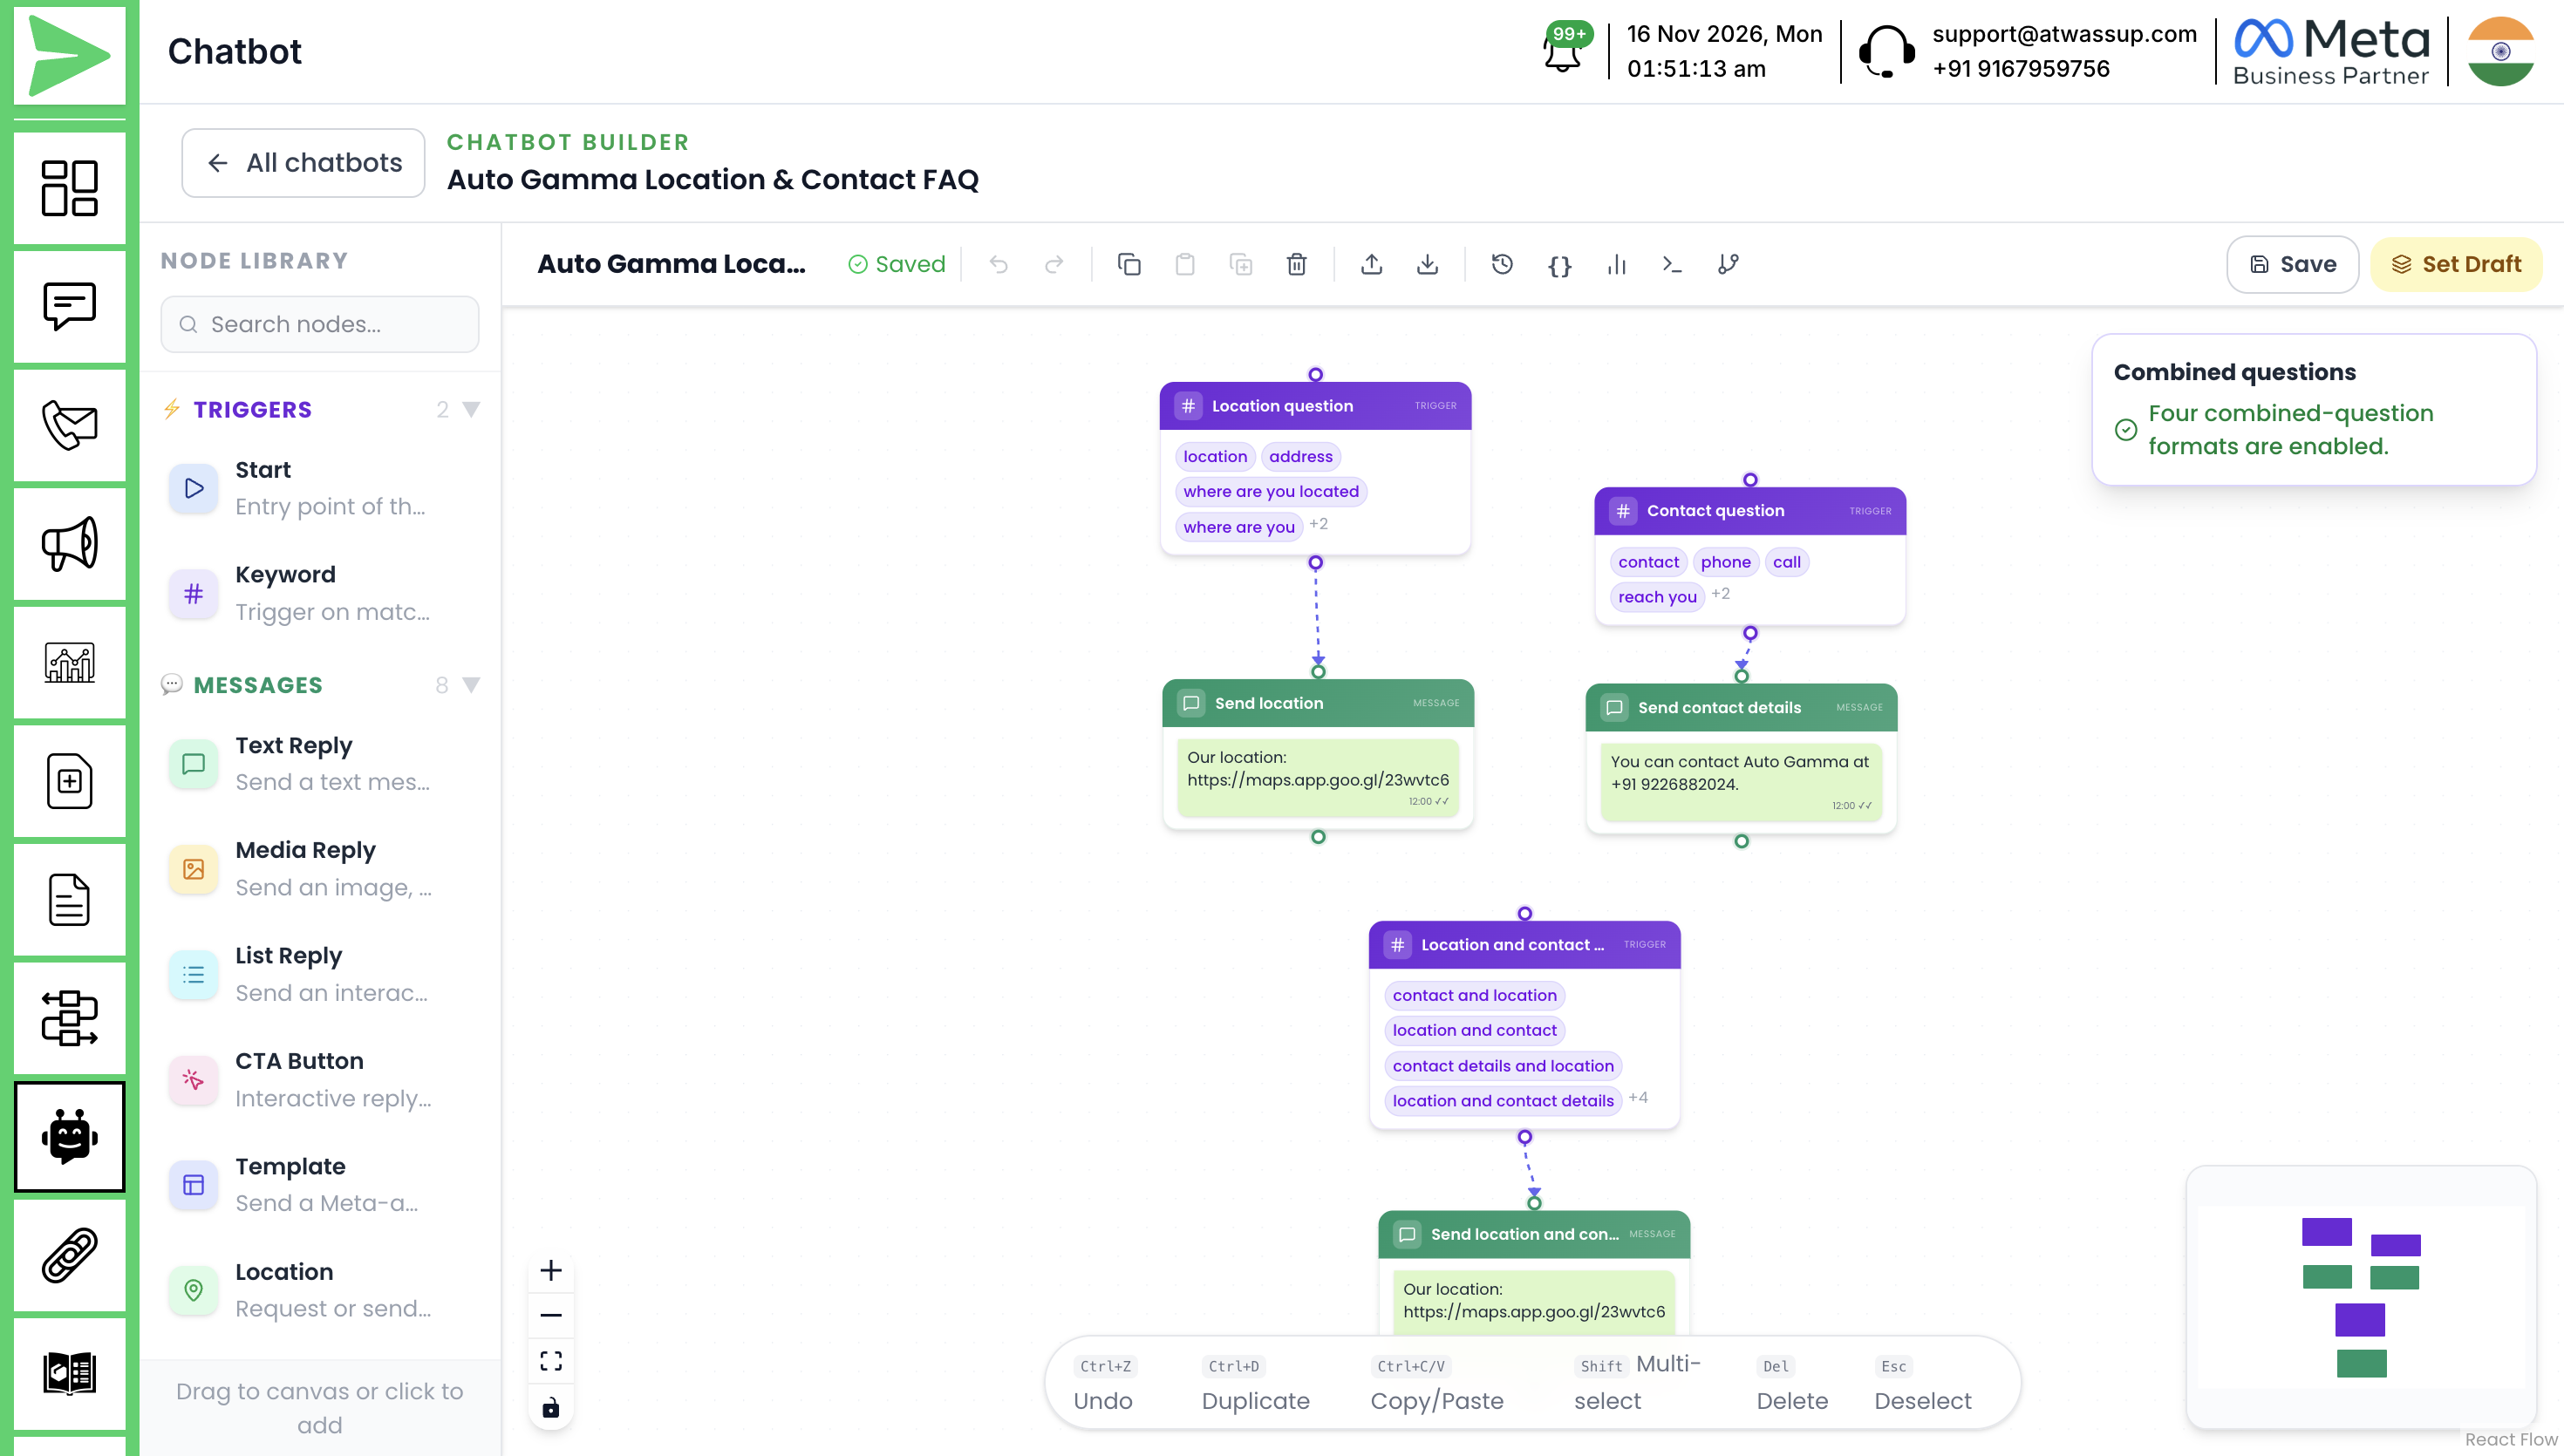 Chatbot
99+
16 Nov 2026, Mon
01:51:13 am
support@atwassup.com
+91 9167959756
Meta
Business Partner
All chatbots
CHATBOT BUILDER
Auto Gamma Location & Contact FAQ
NODE LIBRARY
Search nodes...
TRIGGERS 2
Start
Entry point of th...
Keyword
Trigger on matc...
MESSAGES 8
Text Reply
Send a text mes...
Media Reply
Send an image, ...
List Reply
Send an interac...
CTA Button
Interactive reply...
Template
Send a Meta-a...
Location
Request or send...
Drag to canvas or click to
add
Auto Gamma Loca...
Saved
{}
Save
Set Draft
Combined questions
Four combined-question
formats are enabled.
# Location question TRIGGER
location address
where are you located
where are you +2
# Contact question TRIGGER
contact phone call
reach you +2
Send location MESSAGE
Our location:
https://maps.app.goo.gl/23wvtc6
12:00 ✓✓
Send contact details MESSAGE
You can contact Auto Gamma at
+91 9226882024.
12:00 ✓✓
# Location and contact ... TRIGGER
contact and location
location and contact
contact details and location
location and contact details +4
Send location and con... MESSAGE
Our location:
https://maps.app.goo.gl/23wvtc6
Ctrl+Z
Undo
Ctrl+D
Duplicate
Ctrl+C/V
Copy/Paste
Shift Multi-
select
Del
Delete
Esc
Deselect
React Flow